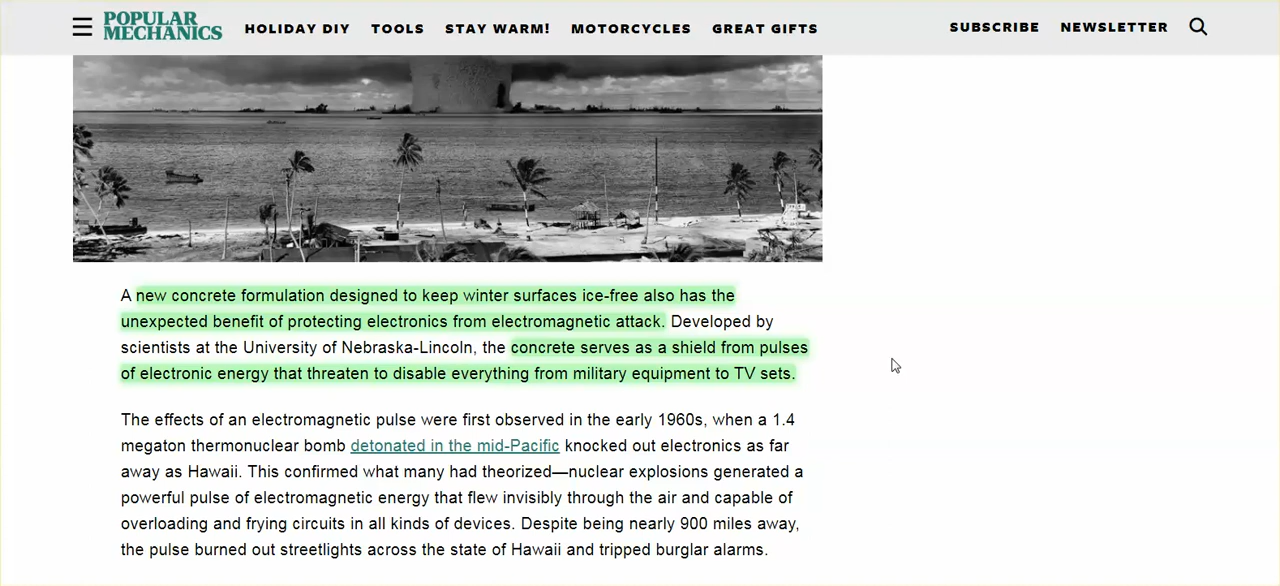 POPULAR
MECHANICS
HOLIDAY DIY TOOLS STAY WARM! MOTORCYCLES GREAT GIFTS SUBSCRIBE NEWSLETTER
A new concrete formulation designed to keep winter surfaces ice-free also has the
unexpected benefit of protecting electronics from electromagnetic attack. Developed by
scientists at the University of Nebraska-Lincoln, the concrete serves as a shield from pulses
of electronic energy that threaten to disable everything from military equipment to TV sets.
The effects of an electromagnetic pulse were first observed in the early 1960s, when a 1.4
megaton thermonuclear bomb detonated in the mid-Pacific knocked out electronics as far
away as Hawaii. This confirmed what many had theorized—nuclear explosions generated a
powerful pulse of electromagnetic energy that flew invisibly through the air and capable of
overloading and frying circuits in all kinds of devices. Despite being nearly 900 miles away,
the pulse burned out streetlights across the state of Hawaii and tripped burglar alarms.